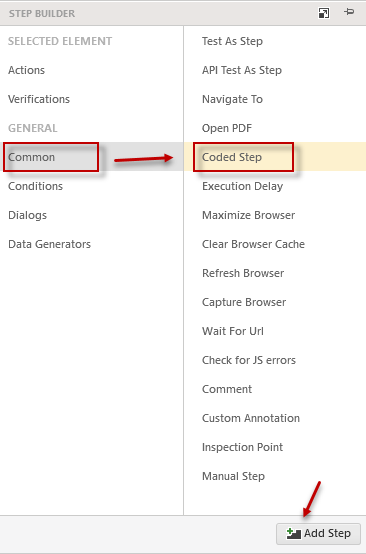 STEP BUILDER
SELECTED ELEMENT
Actions
Verifications
GENERAL
Common
Conditions
Dialogs
Data Generators
Test As Step
API Test As Step
Navigate To
Open PDF
Coded Step
Execution Delay
Maximize Browser
Clear Browser Cache
Refresh Browser
Capture Browser
Wait For Url
Check for JS errors
Comment
Custom Annotation
Inspection Point
Manual Step
Add Step